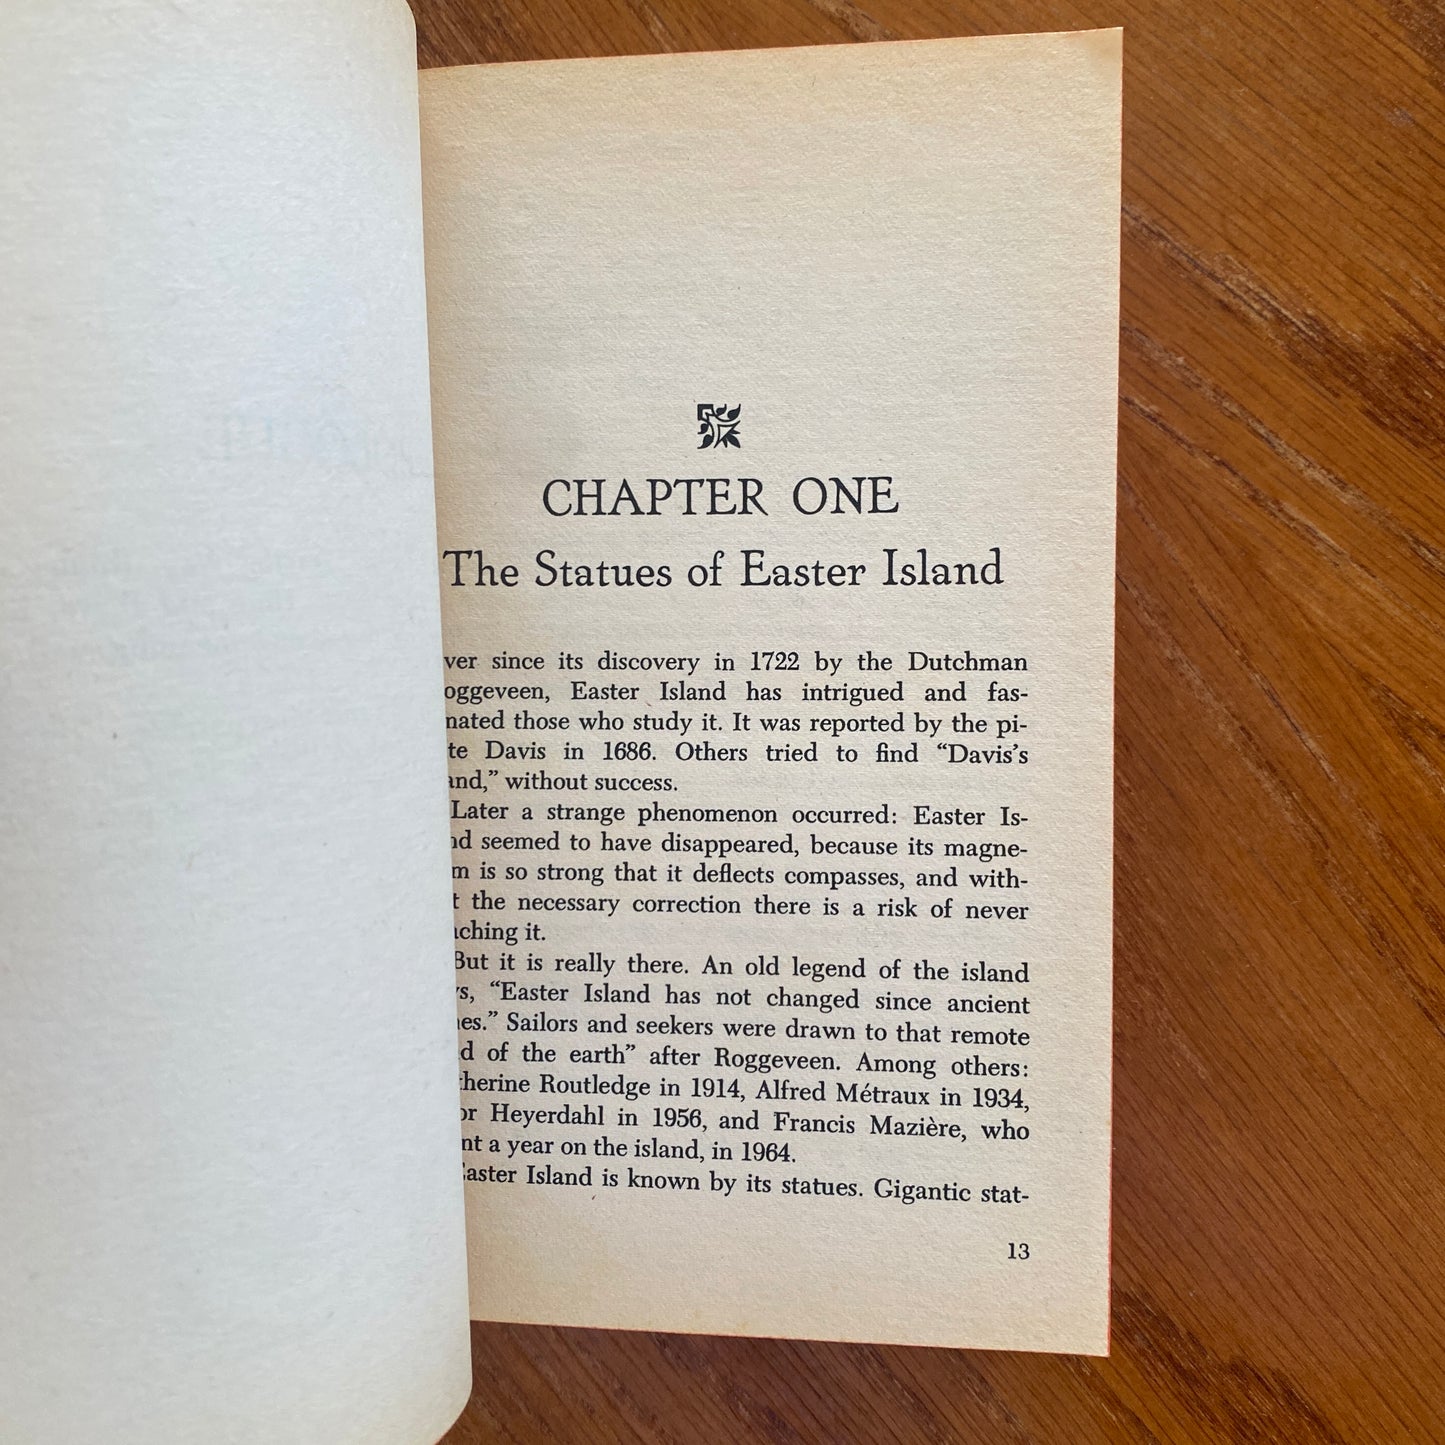 CHAPTER ONE
The Statues of Easter Island
ver since its discovery in 1722 by the Dutchman
oggeveen, Easter Island has intrigued and fas-
nated those who study it. It was reported by the pi-
te Davis in 1686. Others tried to find “Davis’s
and,” without success.
Later a strange phenomenon occurred: Easter Is-
nd seemed to have disappeared, because its magne-
m is so strong that it deflects compasses, and with-
t the necessary correction there is a risk of never
aching it.
But it is really there. An old legend of the island
ys, “Easter Island has not changed since ancient
nes.” Sailors and seekers were drawn to that remote
d of the earth” after Roggeveen. Among others:
therine Routledge in 1914, Alfred Métraux in 1934,
or Heyerdahl in 1956, and Francis Mazière, who
nt a year on the island, in 1964.
Easter Island is known by its statues. Gigantic stat-
13